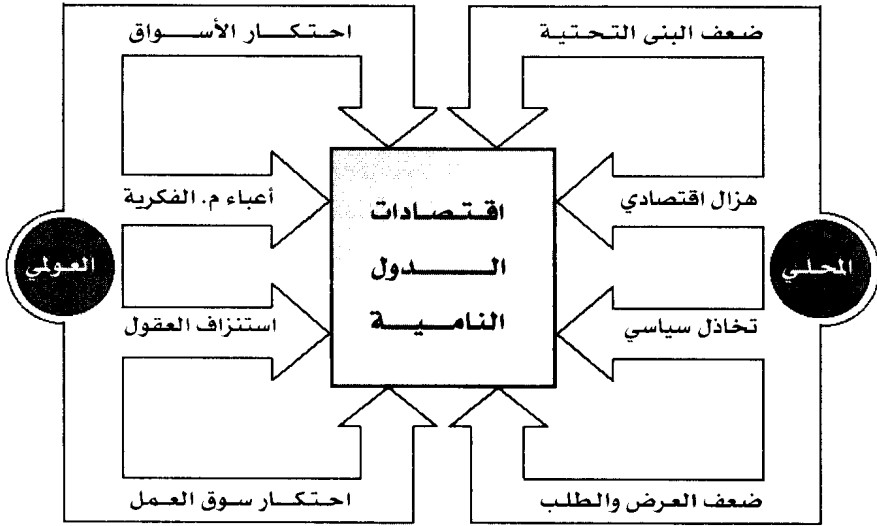 ضعف البنى التحتية
احتكار الأسواق
هزال اقتصادي
أعباء م. الفكرية
اقتصادات
الدول
النامية
المحلي
العولمي
تخاذل سياسي
استنزاف العقول
ضعف العرض والطلب
احتكار سوق العمل